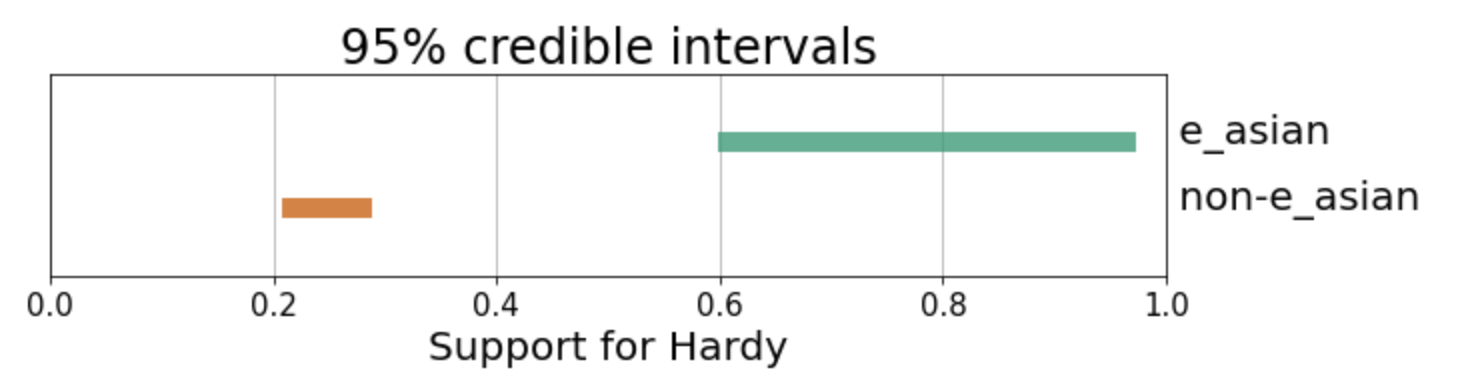 95% credible intervals
e_asian
non-e_asian
0.0 0.2 0.4 0.6 0.8 1.0
Support for Hardy